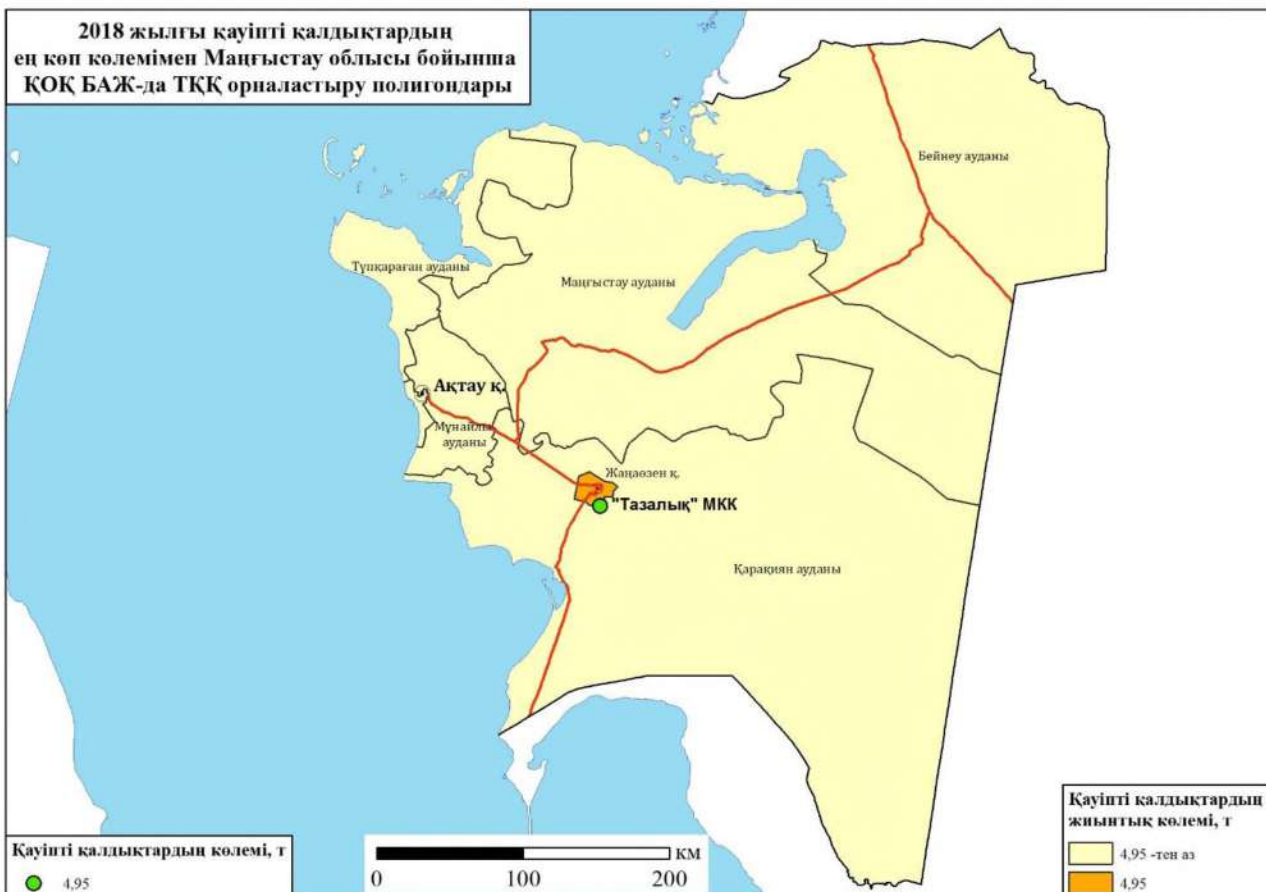 2018 жылғы қауіпті қалдықтардың
ең көп көлемімен Маңғыстау облысы бойынша
ҚОҚ БАЖ-да ТҚҚ орналастыру полигондары
Бейнеу ауданы
Түпқараған ауданы
Маңғыстау ауданы
Ақтау қ.
Мұнайлы
ауданы
Жаңаөзен қ.
"Тазалық" МКК
Қарақиян ауданы
Қауіпті қалдықтардың көлемі, т
4,95
км
0 100 200
Қауіпті қалдықтардың
жиынтық көлемі, т
4,95 -тен аз
4,95